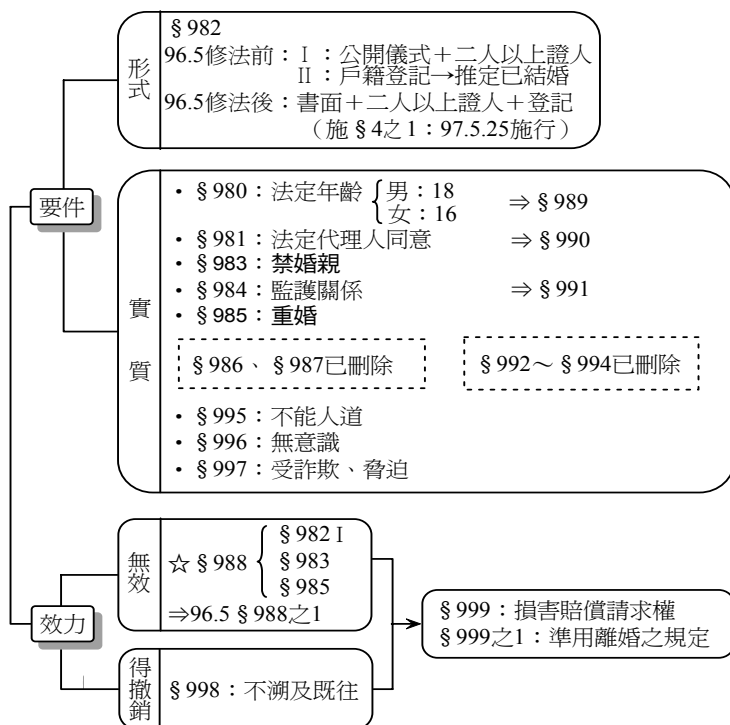 要件
形式
§982
96.5修法前：Ⅰ：公開儀式＋二人以上證人
Ⅱ：戶籍登記→推定已結婚
96.5修法後：書面＋二人以上證人＋登記
（施§4之1：97.5.25施行）
實質
・§980：法定年齡{男：18 ⇒§989
女：16
・§981：法定代理人同意 ⇒§990
・§983：禁婚親
・§984：監護關係 ⇒§991
・§985：重婚
§986、§987已刪除 §992～§994已刪除
・§995：不能人道
・§996：無意識
・§997：受詐欺、脅迫
效力
無效
☆§988{§982Ⅰ
§983
§985
⇒96.5 §988之1
得撤銷
§998：不溯及既往
§999：損害賠償請求權
§999之1：準用離婚之規定